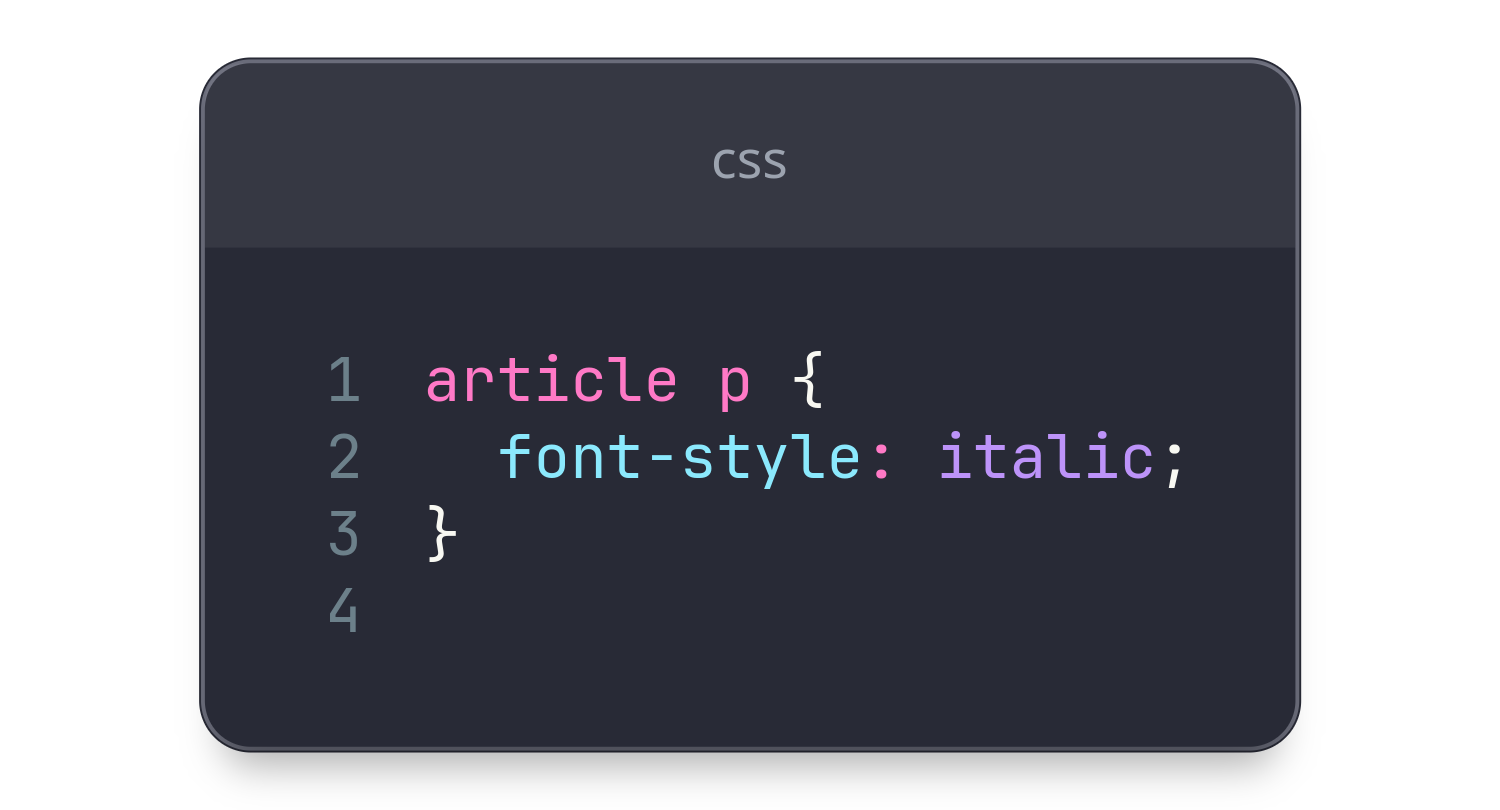 CSS
1 article p {
2   font-style: italic;
3 }
4